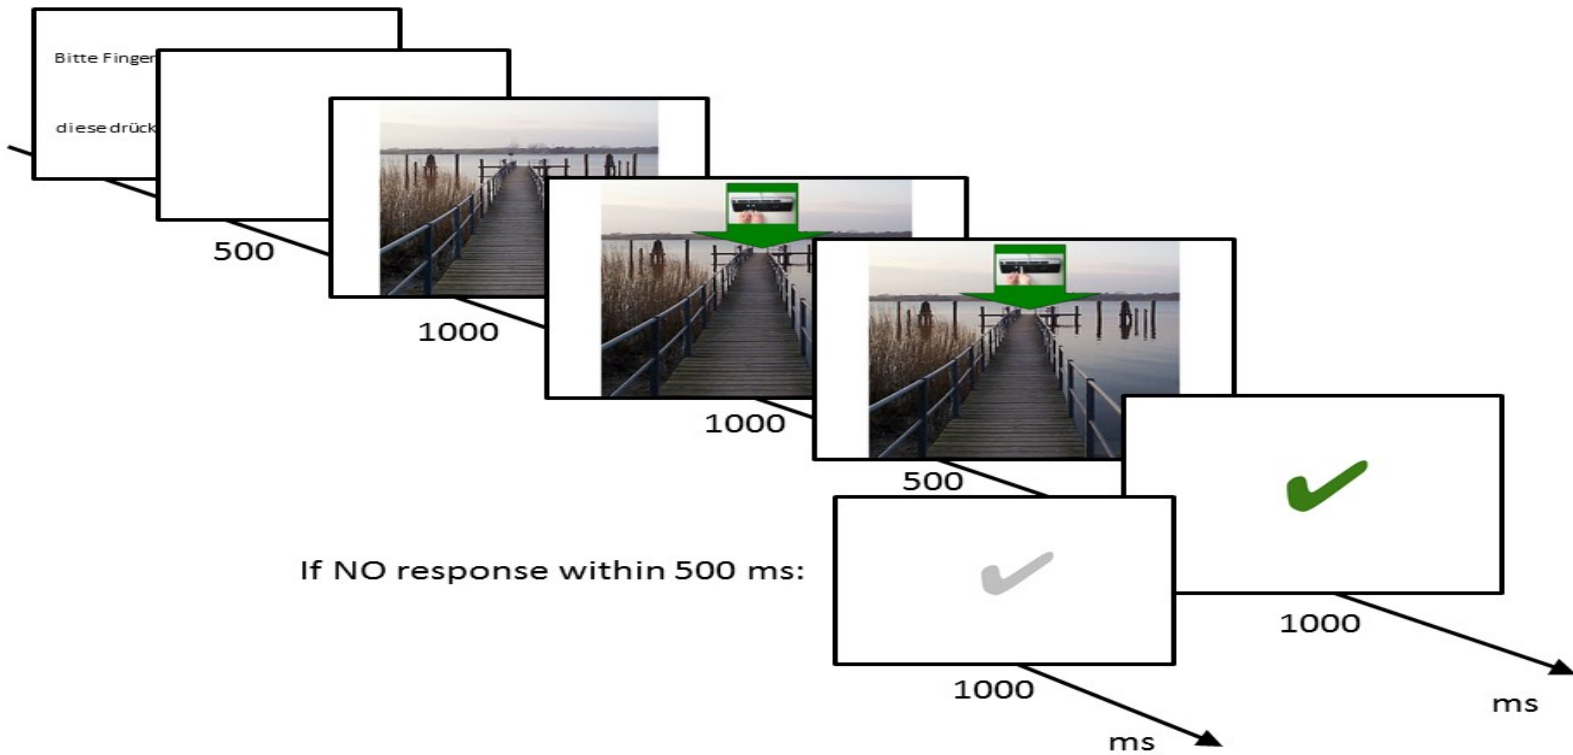 Bitte Finger
diese drück
500
1000
1000
500
If NO response within 500 ms:
1000
1000
ms
ms